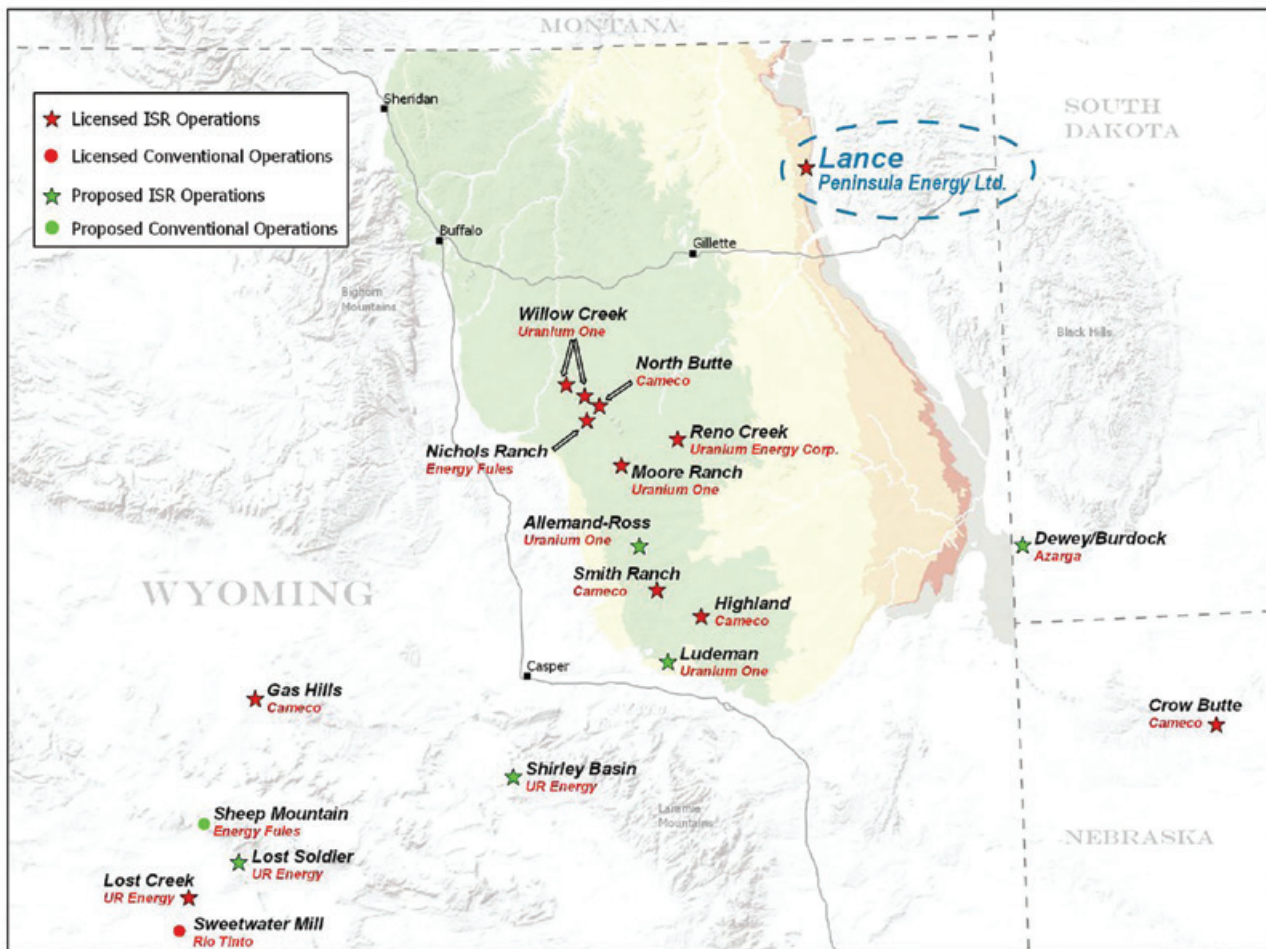 MONTANA
Sheridan
Licensed ISR Operations
Licensed Conventional Operations
Proposed ISR Operations
Proposed Conventional Operations
SOUTH
DAKOTA
Lance
Peninsula Energy Ltd.
Buffalo
Gillette
Bighorn
Mountains
Willow Creek
Uranium One
Black Hills
North Butte
Cameco
Nichols Ranch
Energy Fules
Reno Creek
Uranium Energy Corp.
Moore Ranch
Uranium One
Allemand-Ross
Uranium One
Dewey/Burdock
Azarga
Smith Ranch
Cameco
WYOMING
Highland
Cameco
Ludeman
Uranium One
Casper
Gas Hills
Cameco
Crow Butte
Cameco
Shirley Basin
UR Energy
Laramie
Mountains
Sheep Mountain
Energy Fules
NEBRASKA
Lost Soldier
UR Energy
Lost Creek
UR Energy
Sweetwater Mill
Rio Tinto